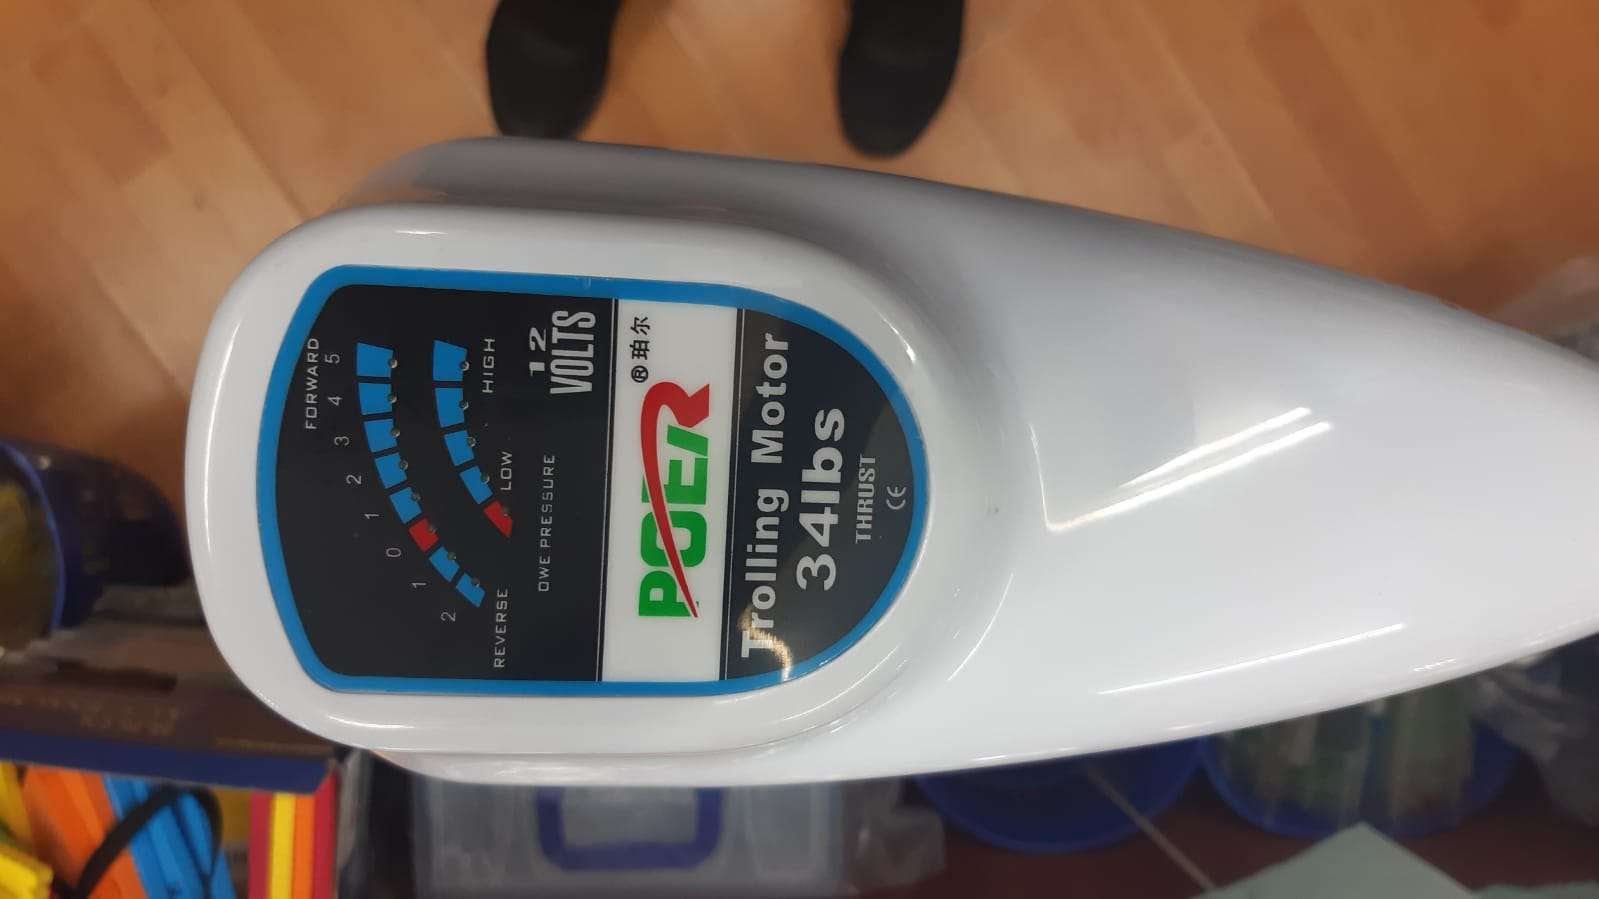 FORWARD
2 1 0 1 2 3 4 5
REVERSE
LOW HIGH
OWE PRESSURE
12
VOLTS
POER® 珀尔
Trolling Motor
34lbs
THRUST
CE